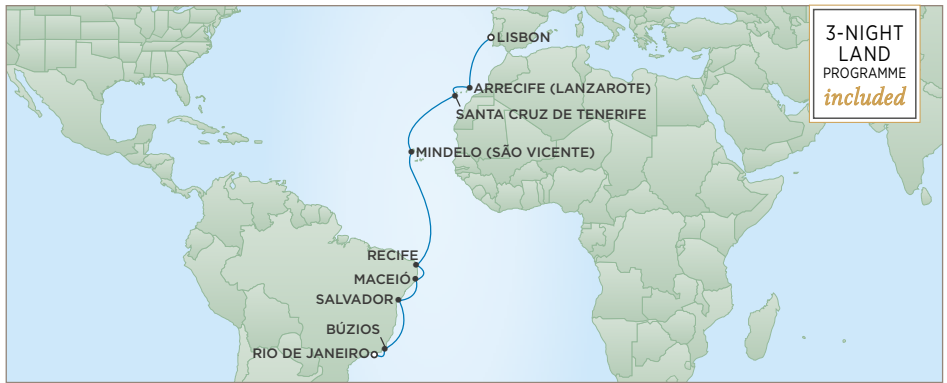 3-NIGHT
LAND
PROGRAMME
included
LISBON
ARRECIFE (LANZAROTE)
SANTA CRUZ DE TENERIFE
MINDELO (SÃO VICENTE)
RECIFE
MACEIÓ
SALVADOR
BÚZIOS
RIO DE JANEIRO